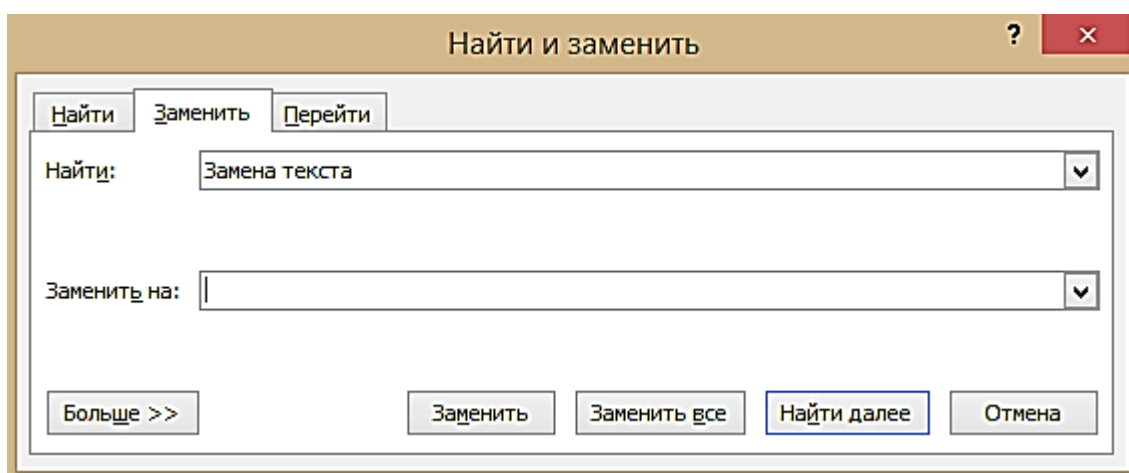 Найти и заменить ?
Найти Заменить Перейти
Найти: Замена текста
Заменить на:
Больше >> Заменить Заменить все Найти далее Отмена